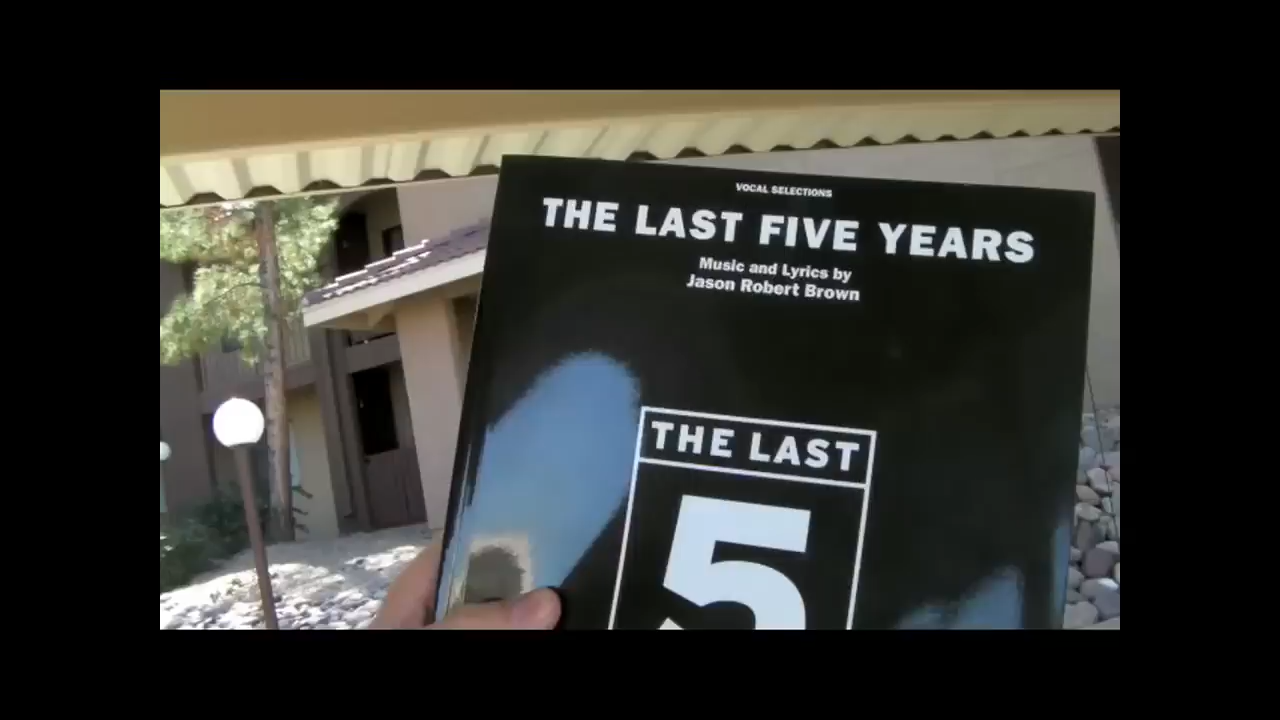 VOCAL SELECTIONS
THE LAST FIVE YEARS
Music and Lyrics by
Jason Robert Brown
THE LAST
5